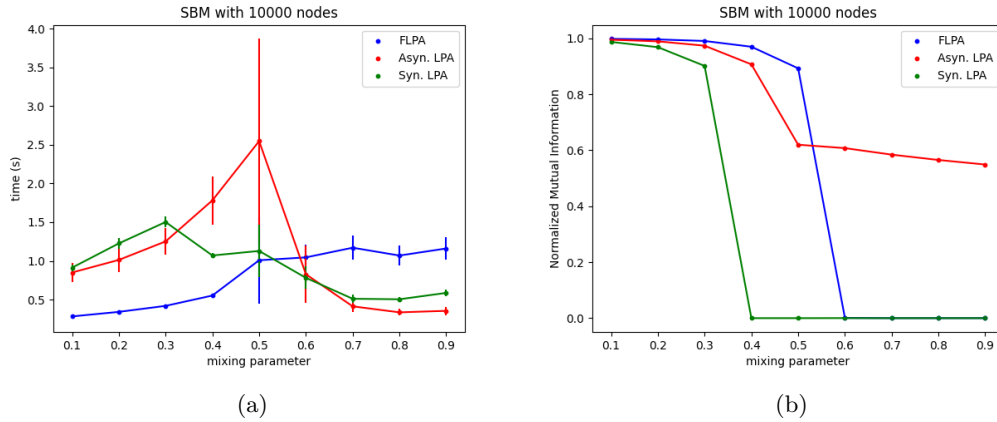 SBM with 10000 nodes
4.0
3.5
3.0
2.5
2.0
1.5
1.0
0.5
time (s)
FLPA
Asyn. LPA
Syn. LPA
0.1 0.2 0.3 0.4 0.5 0.6 0.7 0.8 0.9
mixing parameter
(a)
SBM with 10000 nodes
1.0
0.8
0.6
0.4
0.2
0.0
Normalized Mutual Information
FLPA
Asyn. LPA
Syn. LPA
0.1 0.2 0.3 0.4 0.5 0.6 0.7 0.8 0.9
mixing parameter
(b)